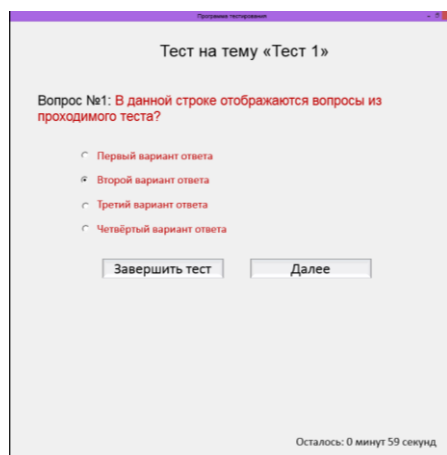 Программа тестирования
Тест на тему «Тест 1»
Вопрос №1: В данной строке отображаются вопросы из
проходимого теста?
Первый вариант ответа
Второй вариант ответа
Третий вариант ответа
Четвёртый вариант ответа
Завершить тест
Далее
Осталось: 0 минут 59 секунд